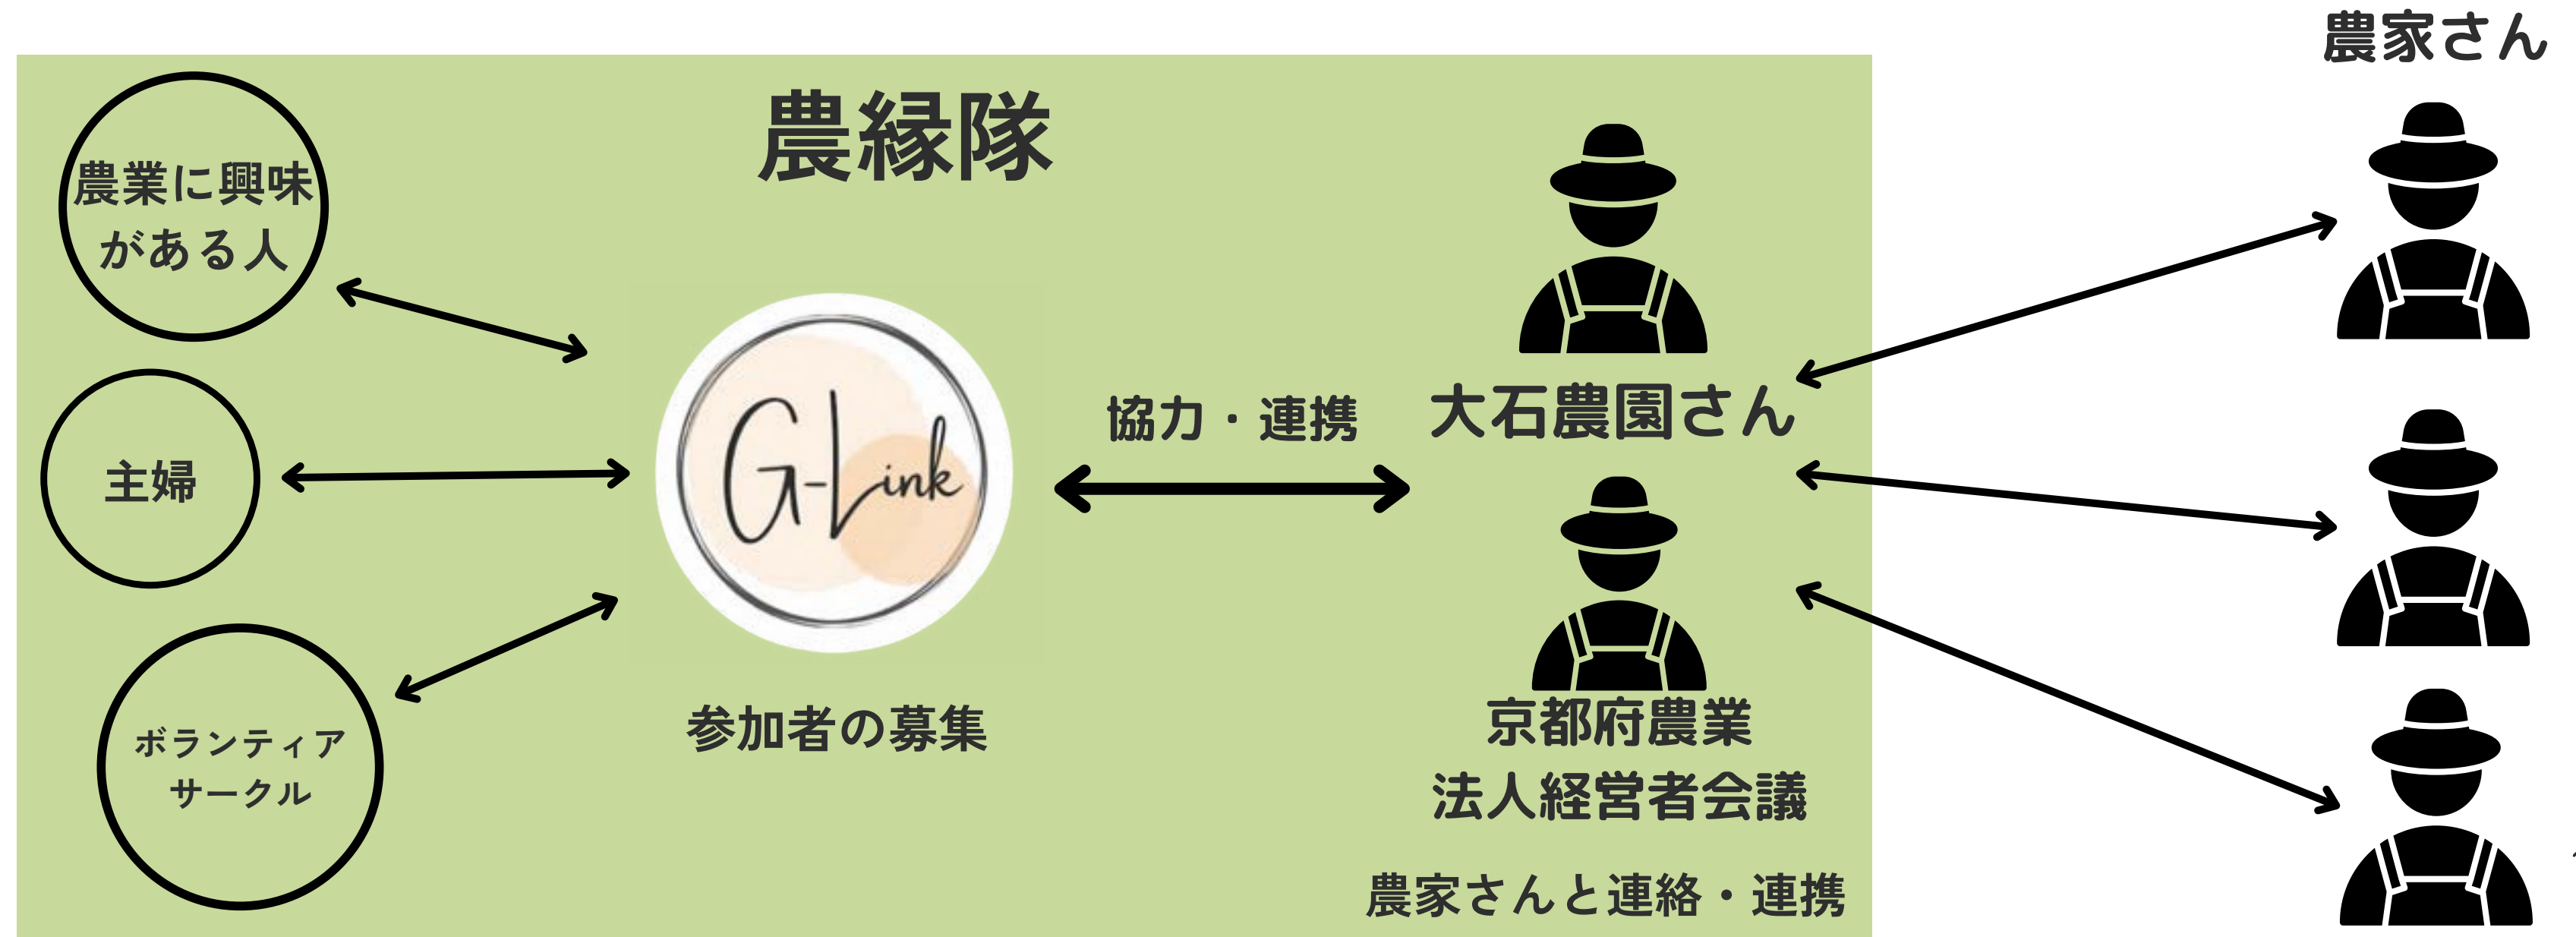 農家さん
農縁隊
農業に興味
がある人
主婦
ボランティア
サークル
G-Link
参加者の募集
協力・連携
大石農園さん
京都府農業
法人経営者会議
農家さんと連絡・連携